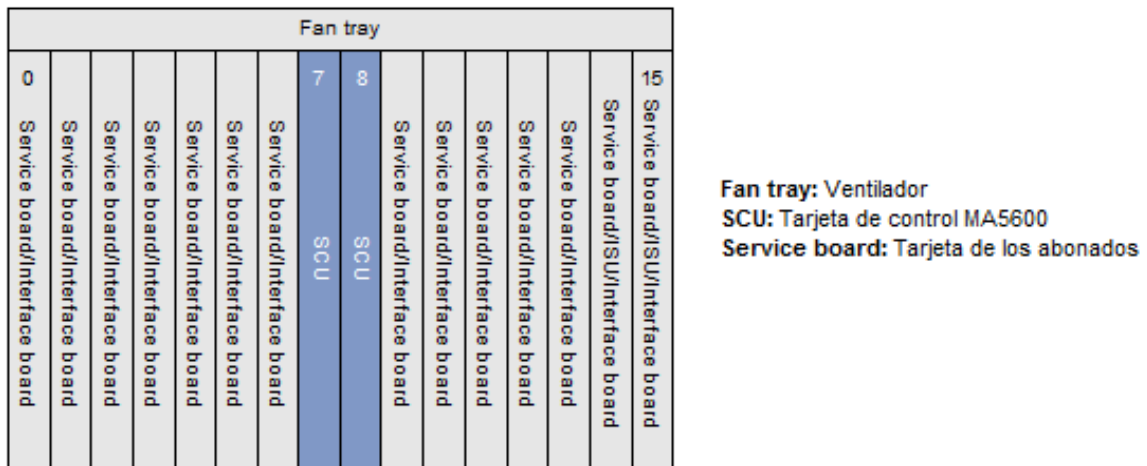 Fan tray
0
Service board/Interface board
Service board/Interface board
Service board/Interface board
Service board/Interface board
Service board/Interface board
Service board/Interface board
Service board/Interface board
7
SCU
8
SCU
Service board/Interface board
Service board/Interface board
Service board/Interface board
Service board/Interface board
Service board/Interface board
Service board/ISU/Interface board
15
Service board/ISU/Interface board
Fan tray: Ventilador
SCU: Tarjeta de control MA5600
Service board: Tarjeta de los abonados